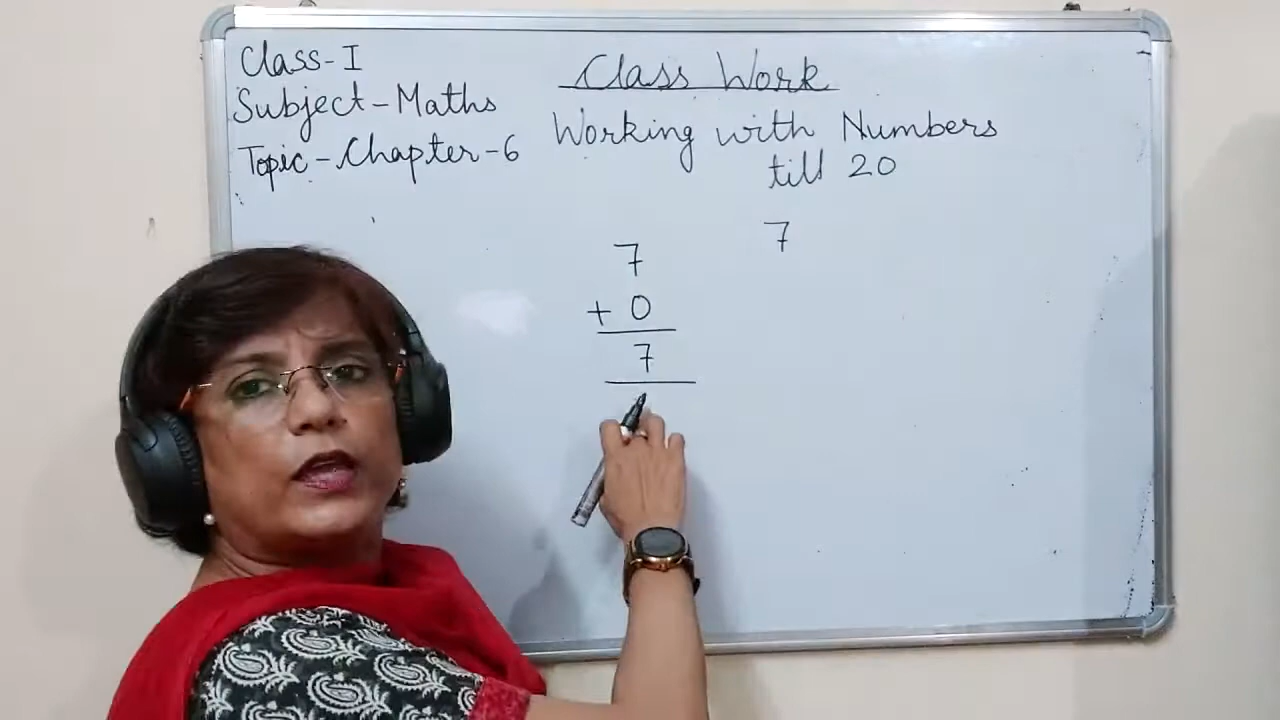 Class-I
Subject-Maths
Topic-Chapter-6
Class Work
Working with Numbers
till 20
7
7
+ 0
7